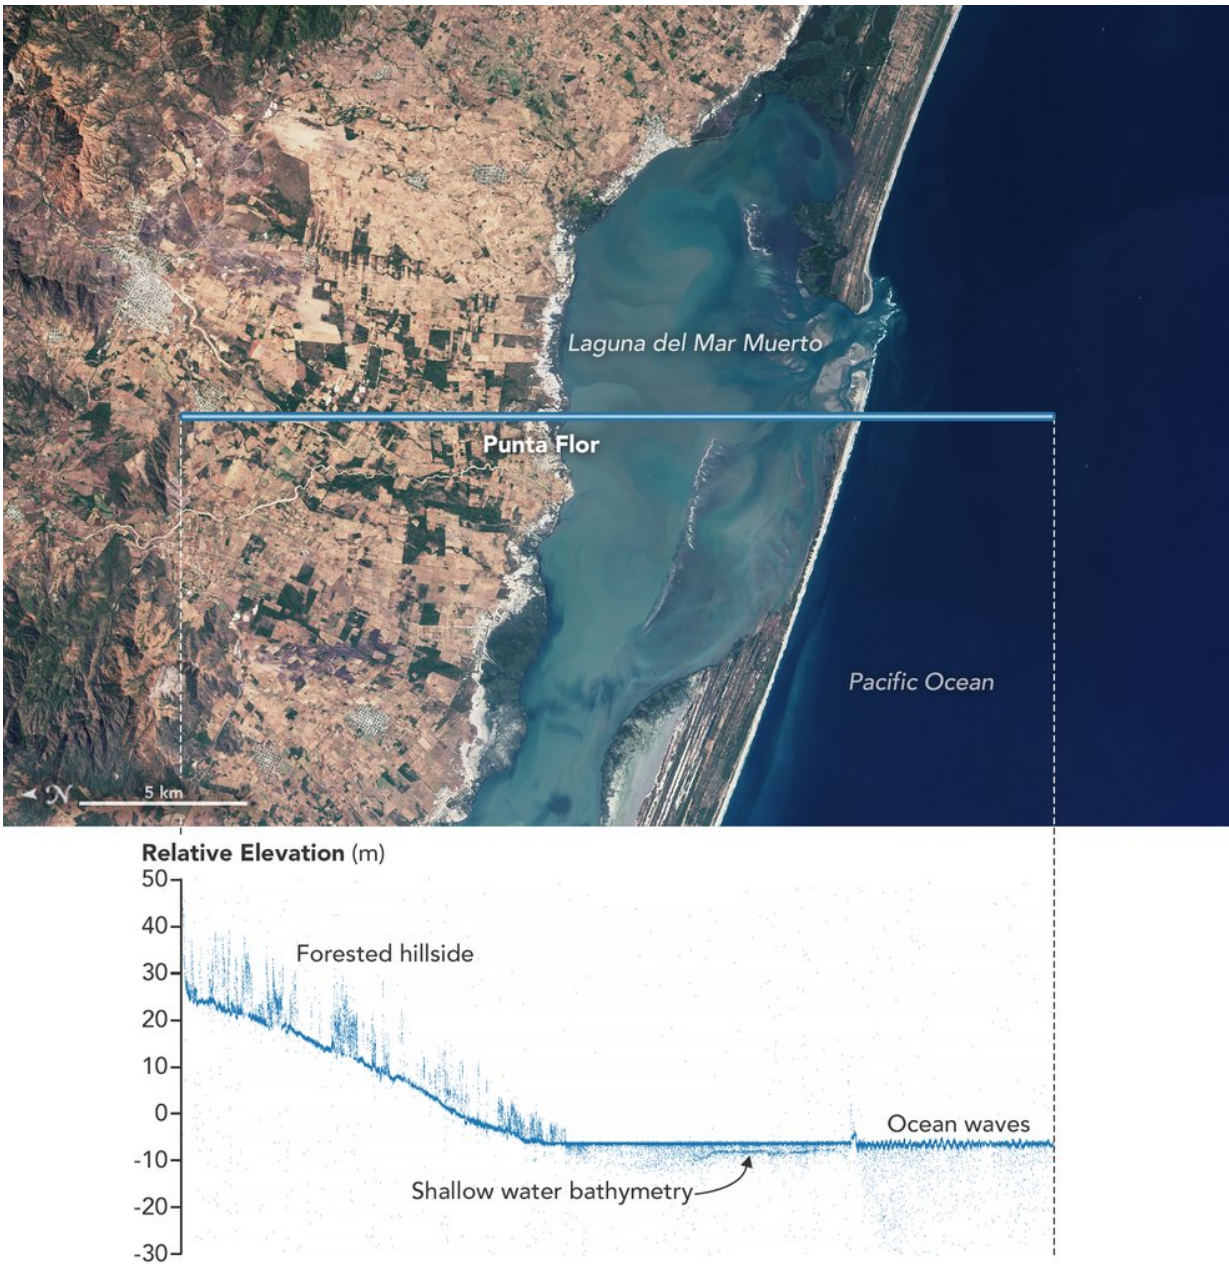 Laguna del Mar Muerto
Punta Flor
Pacific Ocean
N
5 km
Relative Elevation (m)
50
40
Forested hillside
30
20
10
0
Ocean waves
-10
Shallow water bathymetry
-20
-30